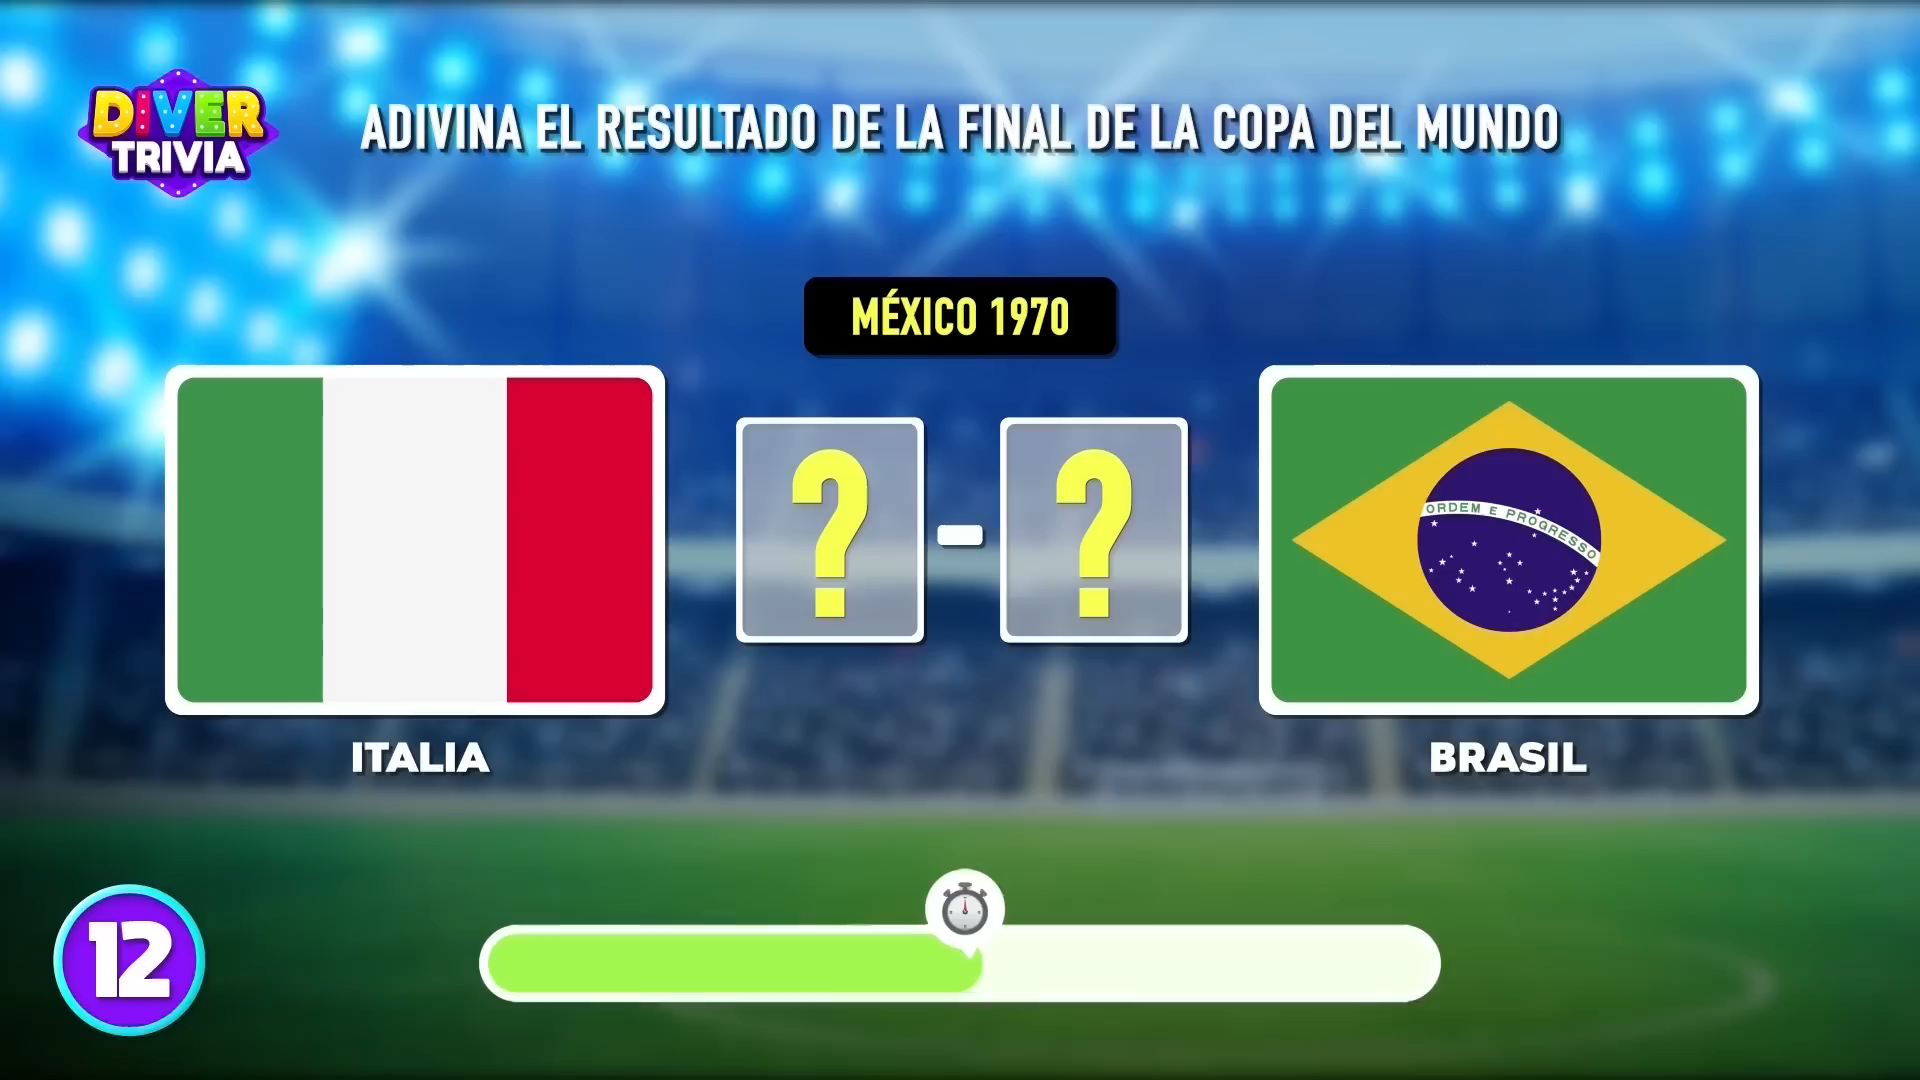 DIVER
TRIVIA
ADIVINA EL RESULTADO DE LA FINAL DE LA COPA DEL MUNDO
MÉXICO 1970
? - ?
ORDEM E PROGRESSO
ITALIA
BRASIL
12